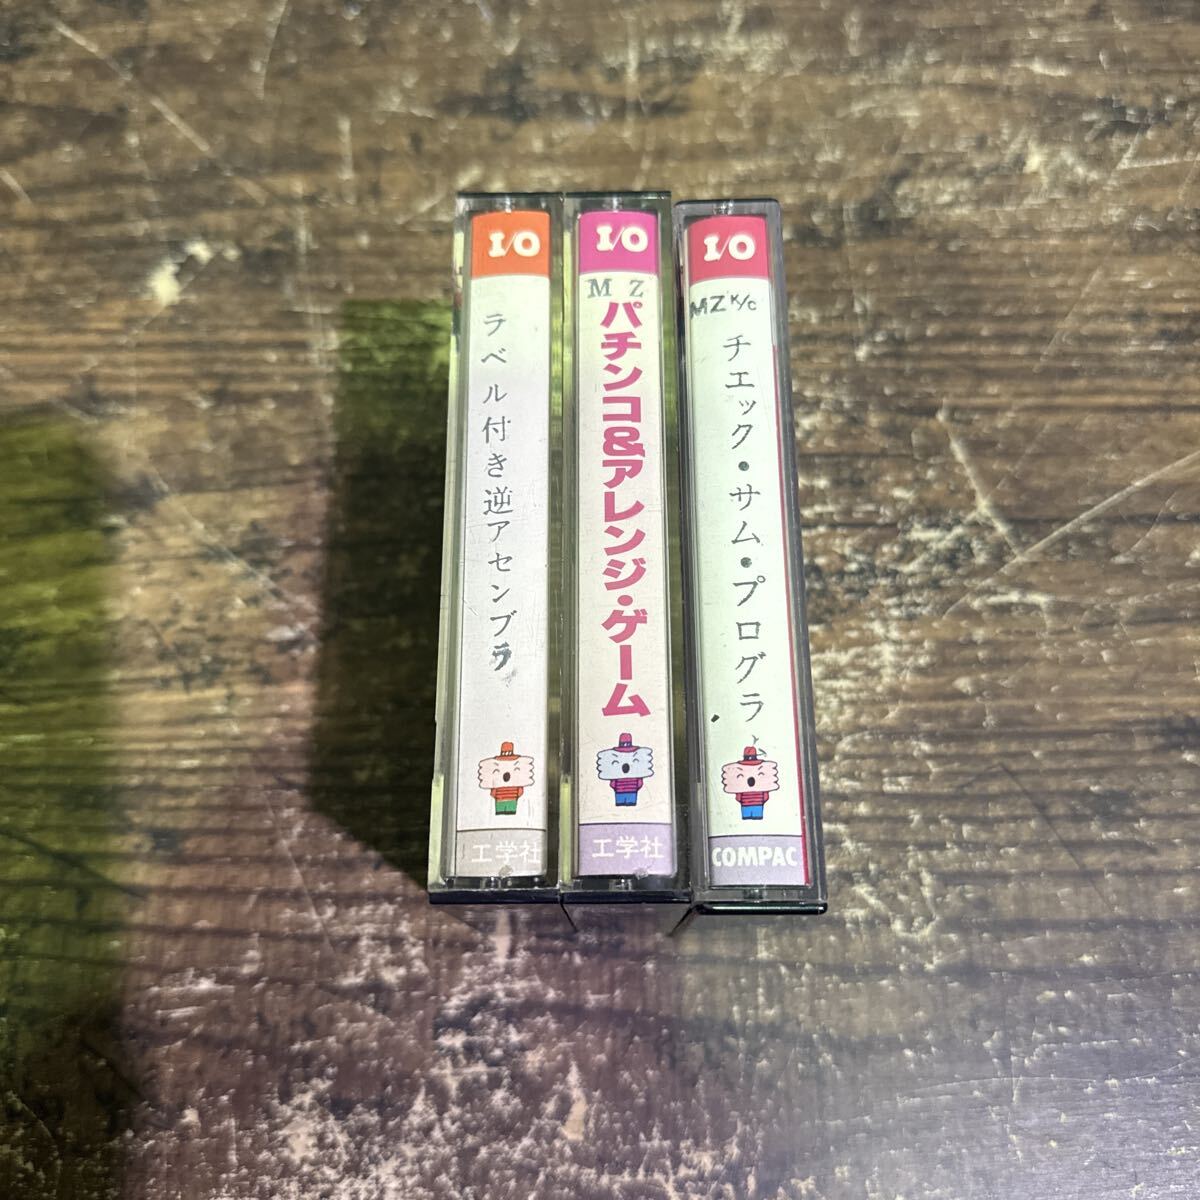 I/O
ラベル付き逆アセンブラ
工学社
I/O
MZ
パチンコ&アレンジ・ゲーム
工学社
I/O
MZ K/C
チエック・サム・プログラム
COMPAC